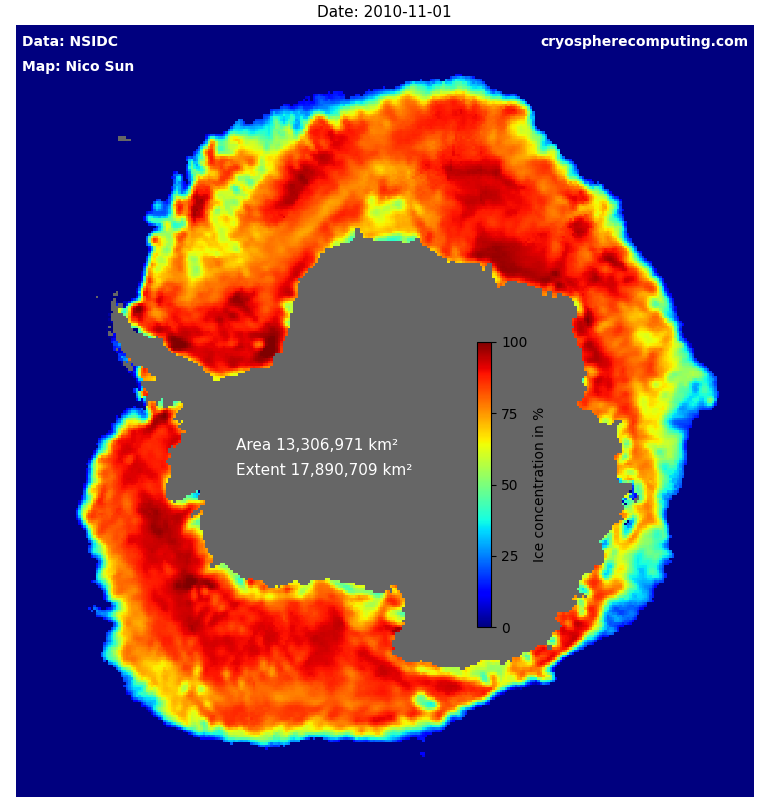 Date: 2010-11-01
Data: NSIDC
cryospherecomputing.com
Map: Nico Sun
100
75
50
25
0
Ice concentration in %
Area 13,306,971 km²
Extent 17,890,709 km²